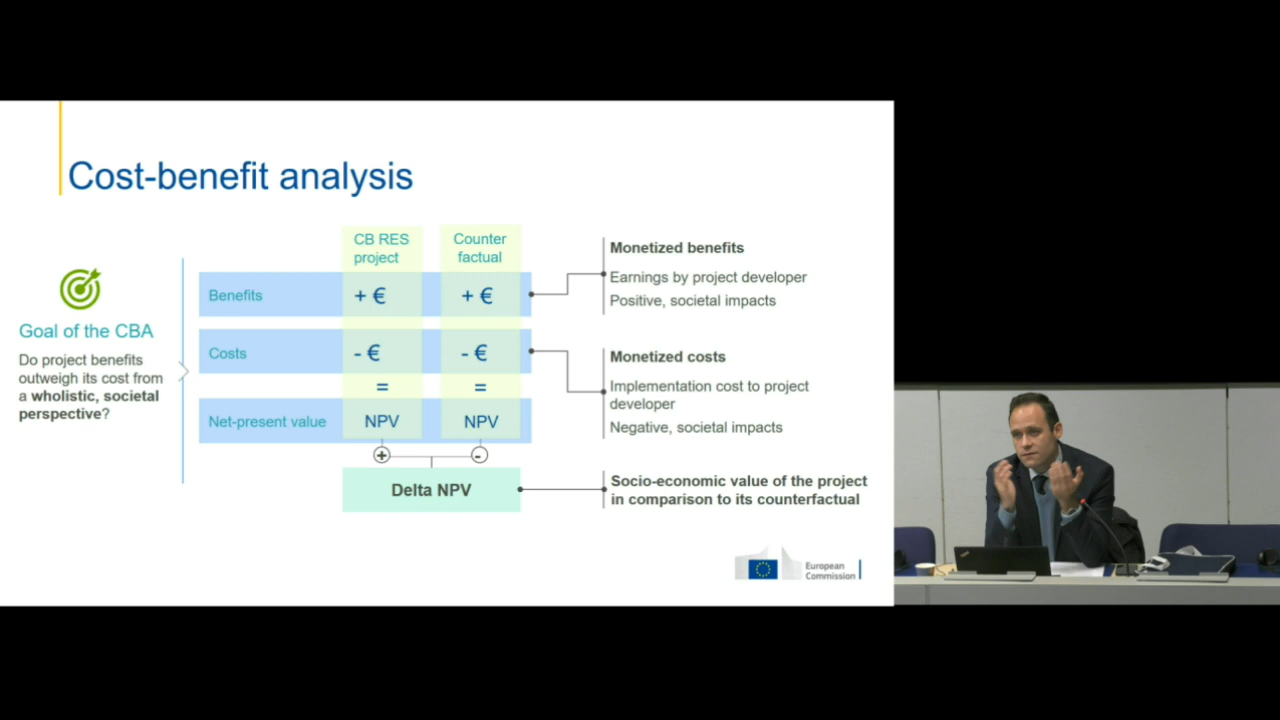 Cost-benefit analysis
Goal of the CBA
Do project benefits
outweigh its cost from
a wholistic, societal
perspective?
CB RES
project
Counter
factual
Benefits
+ €
+ €
Costs
- €
- €
=
=
Net-present value
NPV
NPV
+
-
Delta NPV
Monetized benefits
Earnings by project developer
Positive, societal impacts
Monetized costs
Implementation cost to project
developer
Negative, societal impacts
Socio-economic value of the project
in comparison to its counterfactual
European
Commission